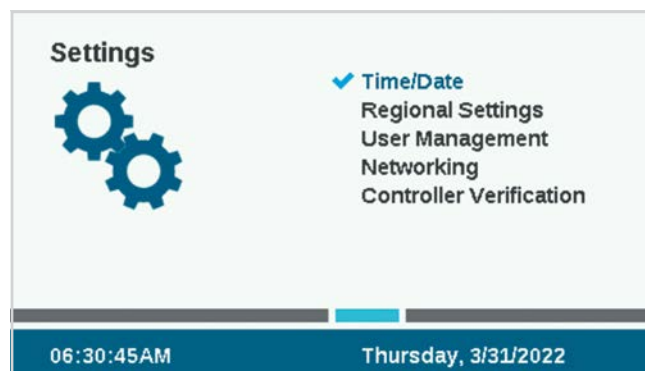 Settings
Time/Date
Regional Settings
User Management
Networking
Controller Verification
06:30:45AM
Thursday, 3/31/2022